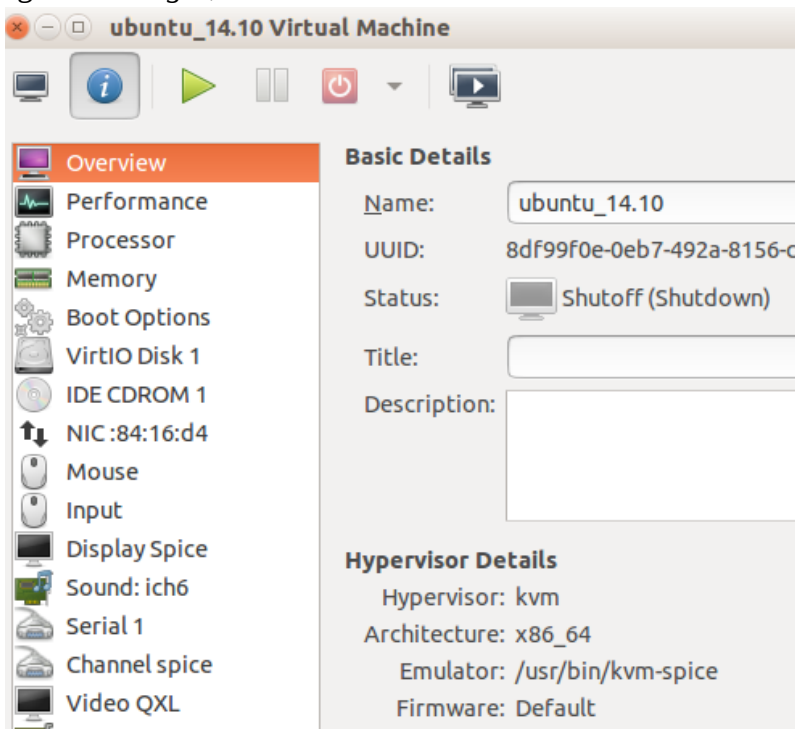 ubuntu_14.10 Virtual Machine
Overview
Performance
Processor
Memory
Boot Options
VirtIO Disk 1
IDE CDROM 1
NIC :84:16:d4
Mouse
Input
Display Spice
Sound: ich6
Serial 1
Channel spice
Video QXL
Basic Details
Name: ubuntu_14.10
UUID: 8df99f0e-0eb7-492a-8156-c
Status: Shutoff (Shutdown)
Title:
Description:
Hypervisor Details
Hypervisor: kvm
Architecture: x86_64
Emulator: /usr/bin/kvm-spice
Firmware: Default